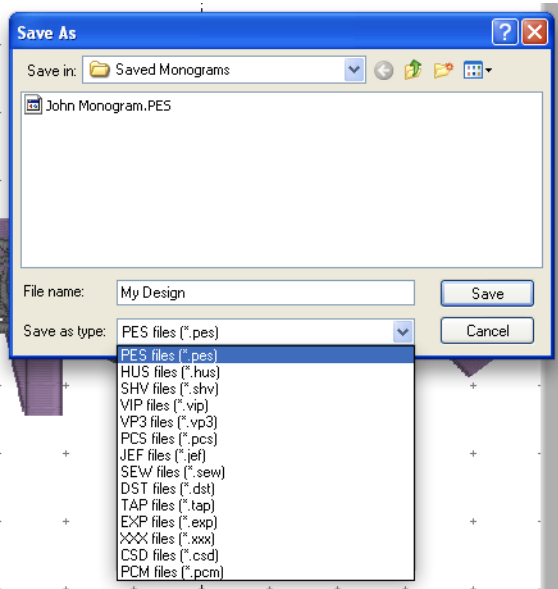 Save As
Save in: Saved Monograms
John Monogram.PES
File name: My Design Save
Save as type: PES files (*.pes) Cancel
PES files (*.pes)
HUS files (*.hus)
SHV files (*.shv)
VIP files (*.vip)
VP3 files (*.vp3)
PCS files (*.pcs)
JEF files (*.jef)
SEW files (*.sew)
DST files (*.dst)
TAP files (*.tap)
EXP files (*.exp)
XXX files (*.xxx)
CSD files (*.csd)
PCM files (*.pcm)